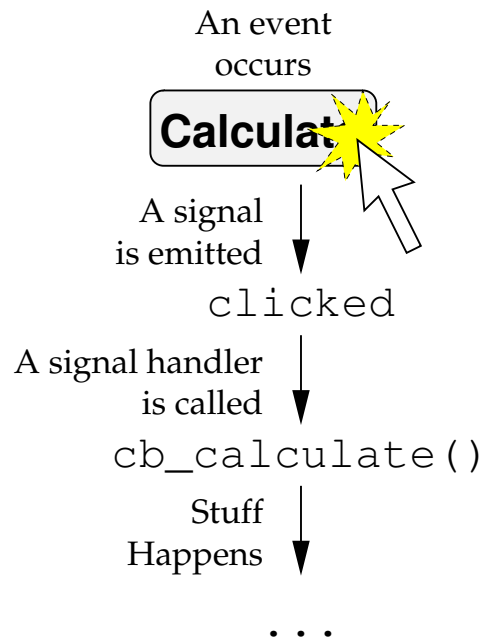 An event
occurs
Calculat
A signal
is emitted
clicked
A signal handler
is called
cb_calculate()
Stuff
Happens
...